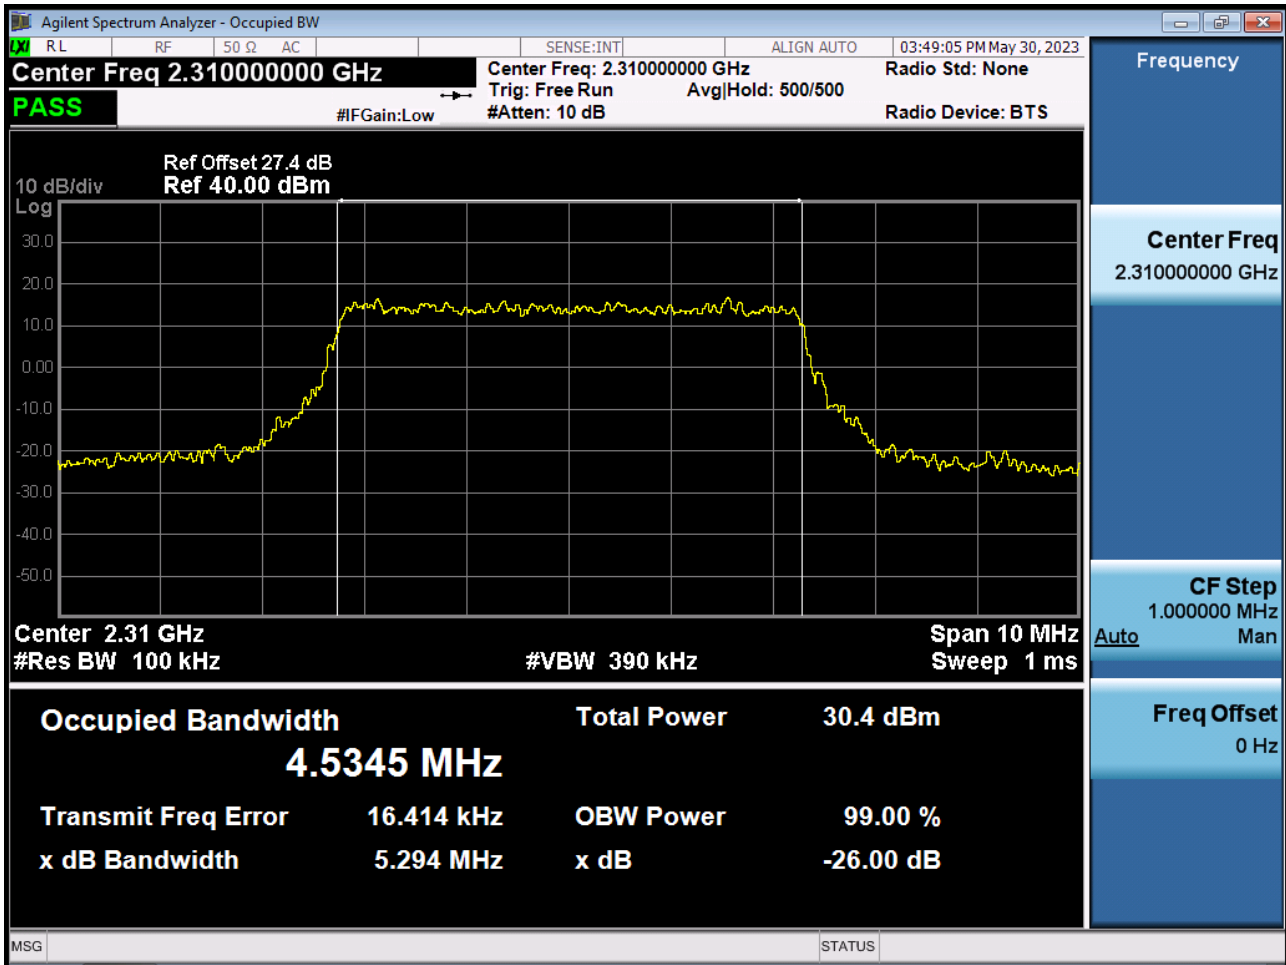 Agilent Spectrum Analyzer - Occupied BW
LXI RL RF 50 Ω AC SENSE:INT ALIGN AUTO 03:49:05 PM May 30, 2023
Center Freq 2.310000000 GHz
Center Freq: 2.310000000 GHz
Radio Std: None
Trig: Free Run Avg|Hold: 500/500
PASS
#IFGain:Low
#Atten: 10 dB
Radio Device: BTS
Ref Offset 27.4 dB
10 dB/div Ref 40.00 dBm
Log
30.0
20.0
10.0
0.00
-10.0
-20.0
-30.0
-40.0
-50.0
Center 2.31 GHz Span 10 MHz
#Res BW 100 kHz #VBW 390 kHz Sweep 1 ms
Occupied Bandwidth Total Power 30.4 dBm
4.5345 MHz
Transmit Freq Error 16.414 kHz OBW Power 99.00 %
x dB Bandwidth 5.294 MHz x dB -26.00 dB
MSG STATUS
Frequency
Center Freq
2.310000000 GHz
CF Step
1.000000 MHz
Auto Man
Freq Offset
0 Hz